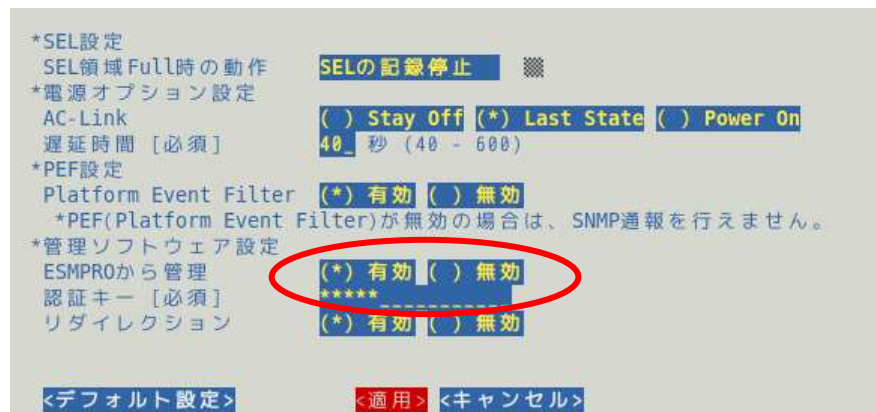 *SEL設定
SEL領域Full時の動作 SELの記録停止
*電源オプション設定
AC-Link ( ) Stay Off (*) Last State ( ) Power On
遅延時間 [必須] 40_ 秒 (40 - 600)
*PEF設定
Platform Event Filter (*) 有効 ( ) 無効
*PEF(Platform Event Filter)が無効の場合は、SNMP通報を行えません。
*管理ソフトウェア設定
ESMPROから管理 (*) 有効 ( ) 無効
認証キー [必須] *****___________
リダイレクション (*) 有効 ( ) 無効
<デフォルト設定> <適用> <キャンセル>